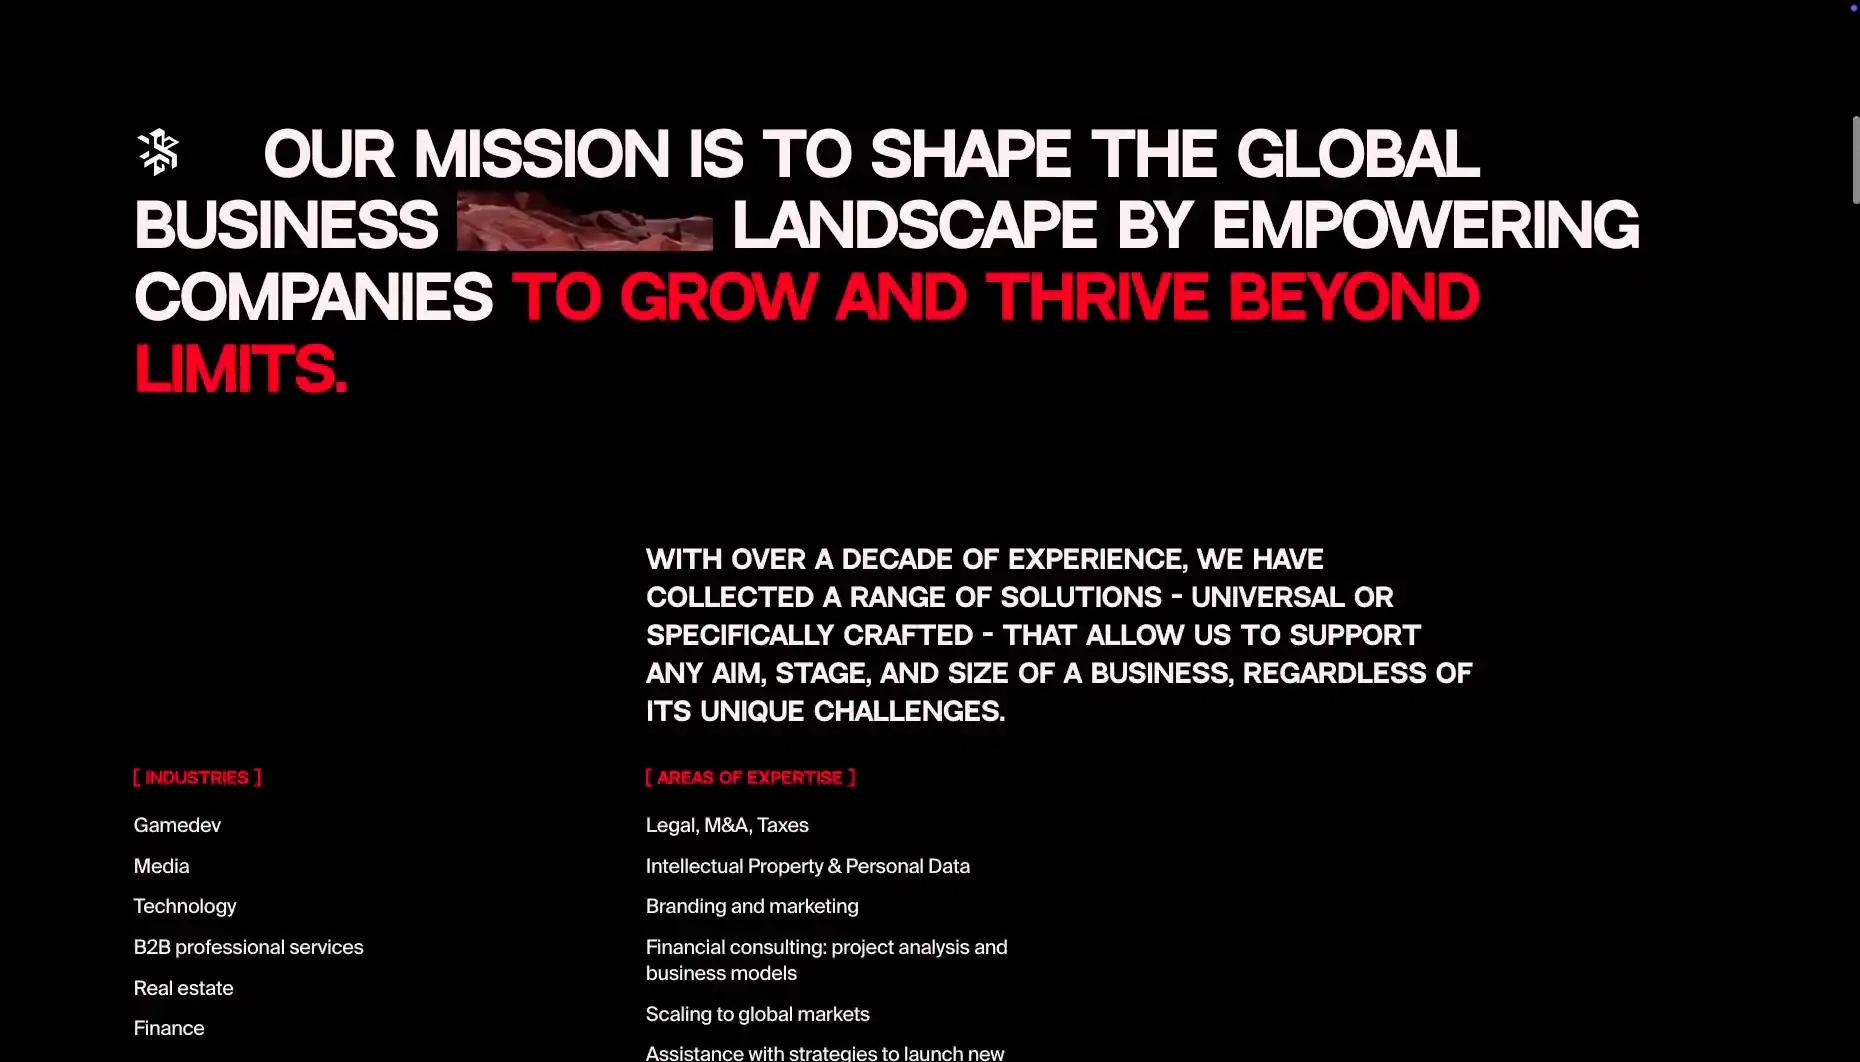 OUR MISSION IS TO SHAPE THE GLOBAL
BUSINESS LANDSCAPE BY EMPOWERING
COMPANIES TO GROW AND THRIVE BEYOND
LIMITS.
WITH OVER A DECADE OF EXPERIENCE, WE HAVE
COLLECTED A RANGE OF SOLUTIONS - UNIVERSAL OR
SPECIFICALLY CRAFTED - THAT ALLOW US TO SUPPORT
ANY AIM, STAGE, AND SIZE OF A BUSINESS, REGARDLESS OF
ITS UNIQUE CHALLENGES.
[ INDUSTRIES ]
Gamedev
Media
Technology
B2B professional services
Real estate
Finance
[ AREAS OF EXPERTISE ]
Legal, M&A, Taxes
Intellectual Property & Personal Data
Branding and marketing
Financial consulting: project analysis and
business models
Scaling to global markets
Assistance with strategies to launch new